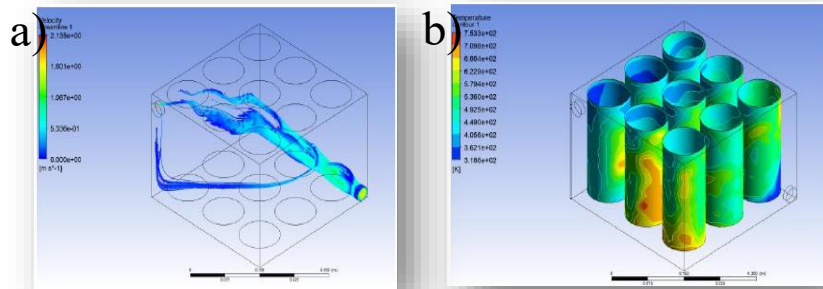 a)
Velocity
Streamline 1
2.135e+00
1.601e+00
1.067e+00
5.336e-01
0.000e+00
[m s^-1]
b)
Temperature
Contour 1
7.533e+02
7.098e+02
6.664e+02
6.229e+02
5.794e+02
5.360e+02
4.925e+02
4.490e+02
4.056e+02
3.621e+02
3.186e+02
[K]